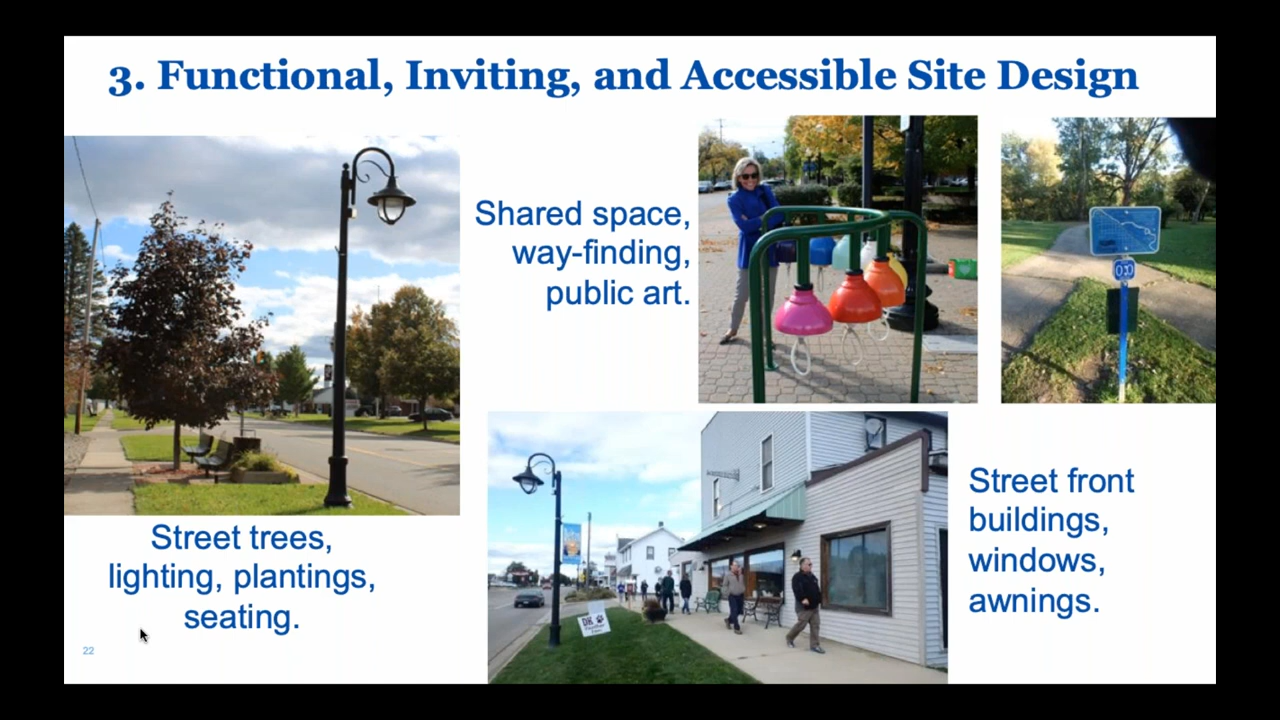 3. Functional, Inviting, and Accessible Site Design
Shared space,
way-finding,
public art.
Street trees,
lighting, plantings,
seating.
Street front
buildings,
windows,
awnings.
DK
22